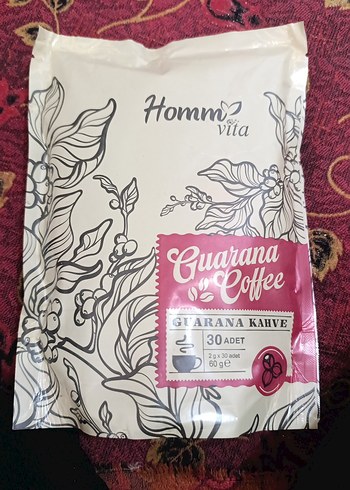 Homm
vita
Guarana
Coffee
GUARANA KAHVE
30 ADET
2 g x 30 adet
60 g ℮